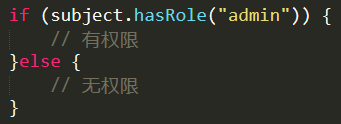 if (subject.hasRole("admin")) {
    // 有权限
}else {
    // 无权限
}